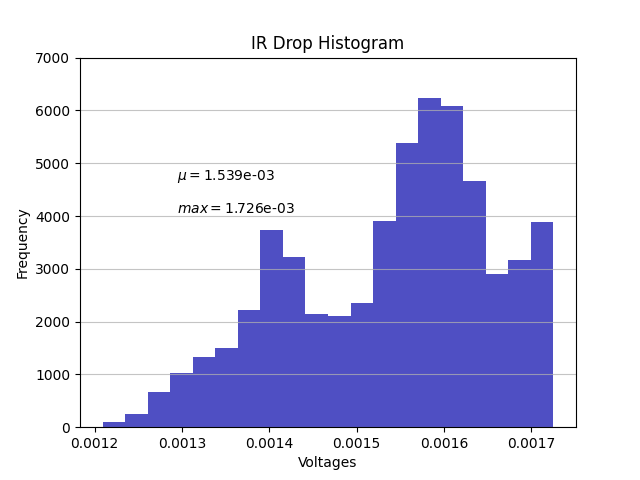 IR Drop Histogram
7000
6000
5000
4000
3000
2000
1000
0
Frequency
μ = 1.539e-03
max = 1.726e-03
0.0012 0.0013 0.0014 0.0015 0.0016 0.0017
Voltages